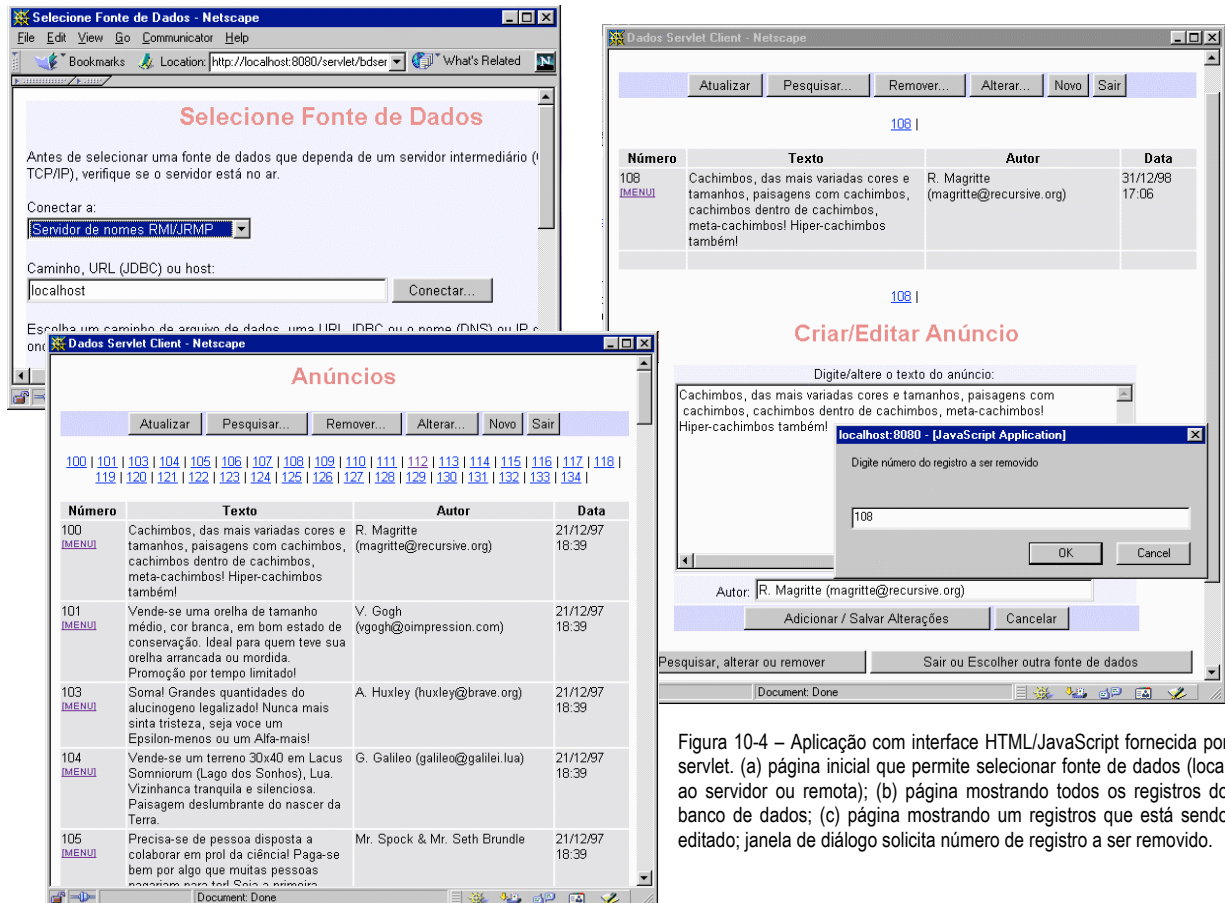 Selecione Fonte de Dados - Netscape
File Edit View Go Communicator Help
Bookmarks Location: http://localhost:8080/servlet/bdser What's Related N
Selecione Fonte de Dados
Antes de selecionar uma fonte de dados que dependa de um servidor intermediário (
TCP/IP), verifique se o servidor está no ar.
Conectar a:
Servidor de nomes RMI/JRMP
Caminho, URL (JDBC) ou host:
localhost Conectar...
Escolha um caminho de arquivo de dados, uma URL JDBC ou o nome (DNS) ou IP
Dados Servlet Client - Netscape
Anúncios
Atualizar Pesquisar... Remover... Alterar... Novo Sair
100 | 101 | 103 | 104 | 105 | 106 | 107 | 108 | 109 | 110 | 111 | 112 | 113 | 114 | 115 | 116 | 117 | 118 |
119 | 120 | 121 | 122 | 123 | 124 | 125 | 126 | 127 | 128 | 129 | 130 | 131 | 132 | 133 | 134 |
Número Texto Autor Data
100 Cachimbos, das mais variadas cores e R. Magritte 21/12/97
[MENU] tamanhos, paisagens com cachimbos, (magritte@recursive.org) 18:39
cachimbos dentro de cachimbos,
meta-cachimbos! Hiper-cachimbos
também!
101 Vende-se uma orelha de tamanho V. Gogh 21/12/97
[MENU] médio, cor branca, em bom estado de (vgogh@oimpression.com) 18:39
conservação. Ideal para quem teve sua
orelha arrancada ou mordida.
Promoção por tempo limitado!
103 Soma! Grandes quantidades do A. Huxley (huxley@brave.org) 21/12/97
[MENU] alucinogeno legalizado! Nunca mais 18:39
sinta tristeza, seja voce um
Epsilon-menos ou um Alfa-mais!
104 Vende-se um terreno 30x40 em Lacus G. Galileo (galileo@galilei.lua) 21/12/97
[MENU] Somniorum (Lago dos Sonhos), Lua. 18:39
Vizinhanca tranquila e silenciosa.
Paisagem deslumbrante do nascer da
Terra.
105 Precisa-se de pessoa disposta a Mr. Spock & Mr. Seth Brundle 21/12/97
[MENU] colaborar em prol da ciência! Paga-se 18:39
bem por algo que muitas pessoas
Document: Done
Dados Servlet Client - Netscape
Atualizar Pesquisar... Remover... Alterar... Novo Sair
108 |
Número Texto Autor Data
108 Cachimbos, das mais variadas cores e R. Magritte 31/12/98
[MENU] tamanhos, paisagens com cachimbos, (magritte@recursive.org) 17:06
cachimbos dentro de cachimbos,
meta-cachimbos! Hiper-cachimbos
também!
108 |
Criar/Editar Anúncio
Digite/altere o texto do anúncio:
Cachimbos, das mais variadas cores e tamanhos, paisagens com
cachimbos, cachimbos dentro de cachimbos, meta-cachimbos!
Hiper-cachimbos também!
localhost:8080 - [JavaScript Application]
Digite número do registro a ser removido
108
OK Cancel
Autor: R. Magritte (magritte@recursive.org)
Adicionar / Salvar Alterações Cancelar
Pesquisar, alterar ou remover Sair ou Escolher outra fonte de dados
Document: Done
Figura 10-4 – Aplicação com interface HTML/JavaScript fornecida por
servlet. (a) página inicial que permite selecionar fonte de dados (local
ao servidor ou remota); (b) página mostrando todos os registros do
banco de dados; (c) página mostrando um registros que está sendo
editado; janela de diálogo solicita número de registro a ser removido.